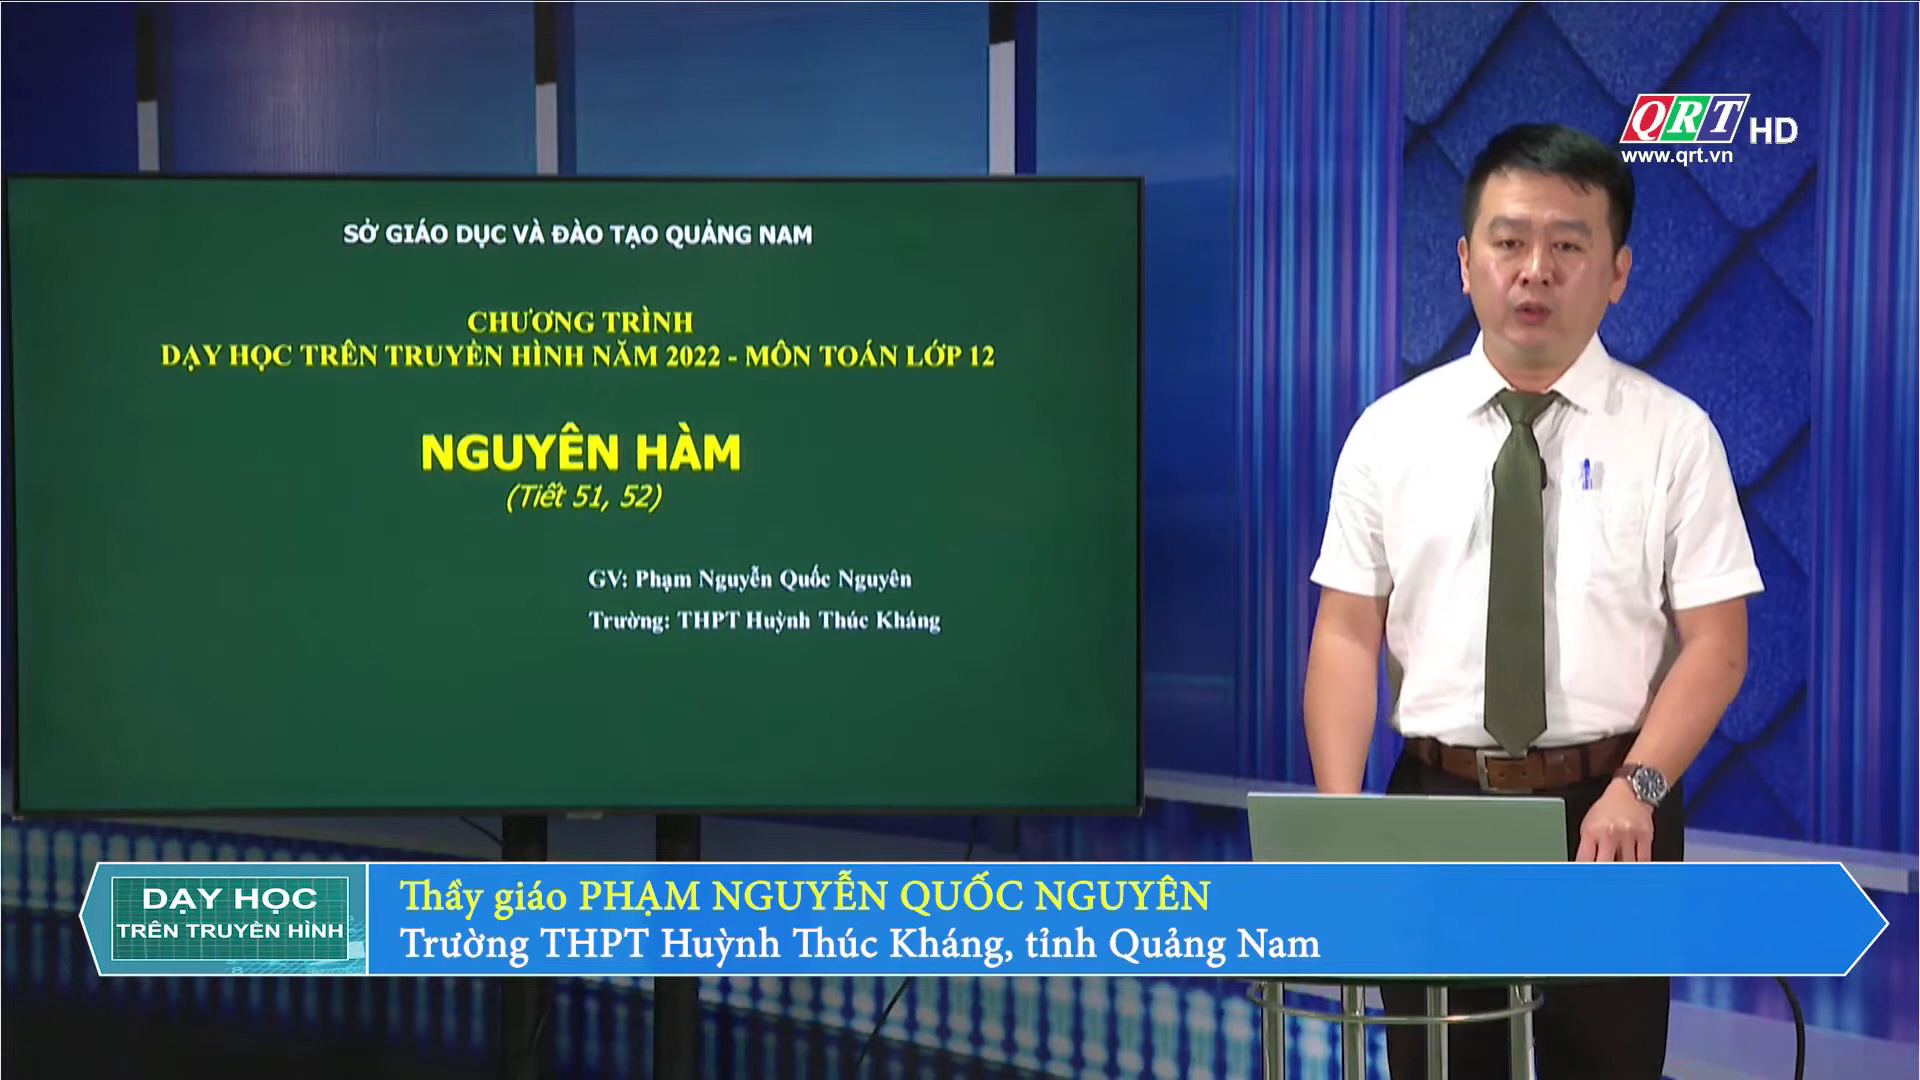 QRT HD
www.qrt.vn
SỞ GIÁO DỤC VÀ ĐÀO TẠO QUẢNG NAM
CHƯƠNG TRÌNH
DẠY HỌC TRÊN TRUYỀN HÌNH NĂM 2022 - MÔN TOÁN LỚP 12
NGUYÊN HÀM
(Tiết 51, 52)
GV: Phạm Nguyễn Quốc Nguyên
Trường: THPT Huỳnh Thúc Kháng
DẠY HỌC
TRÊN TRUYỀN HÌNH
Thầy giáo PHẠM NGUYỄN QUỐC NGUYÊN
Trường THPT Huỳnh Thúc Kháng, tỉnh Quảng Nam